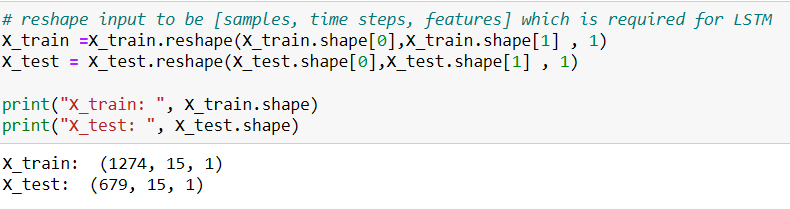 # reshape input to be [samples, time steps, features] which is required for LSTM
X_train =X_train.reshape(X_train.shape[0],X_train.shape[1] , 1)
X_test = X_test.reshape(X_test.shape[0],X_test.shape[1] , 1)
print("X_train: ", X_train.shape)
print("X_test: ", X_test.shape)
X_train:  (1274, 15, 1)
X_test:  (679, 15, 1)